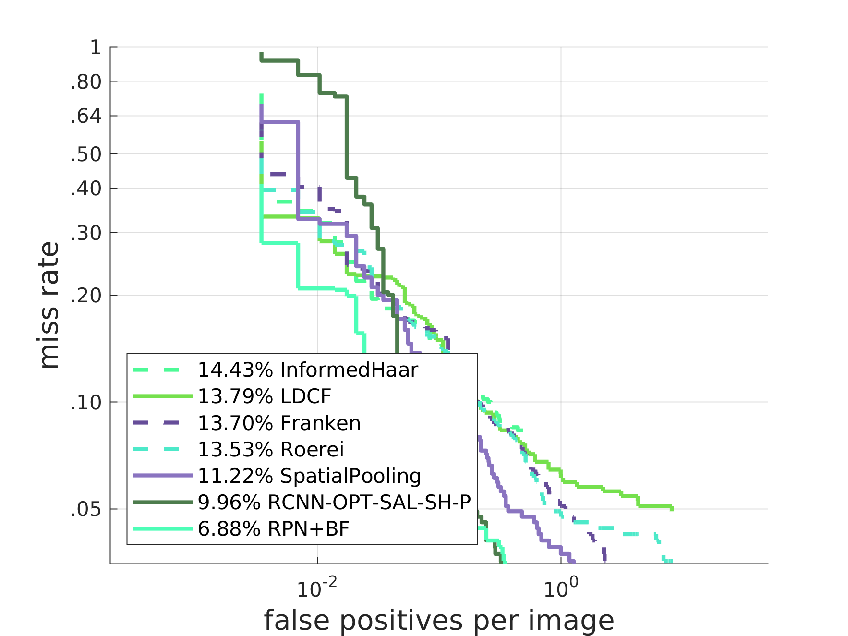 1
.80
.64
.50
.40
.30
.20
.10
.05
miss rate
14.43% InformedHaar
13.79% LDCF
13.70% Franken
13.53% Roerei
11.22% SpatialPooling
9.96% RCNN-OPT-SAL-SH-P
6.88% RPN+BF
10^-2
10^0
false positives per image